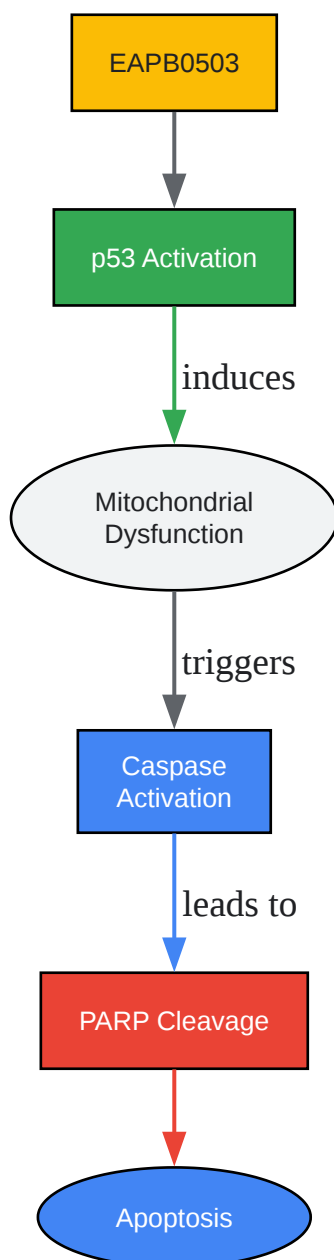 EAPB0503
p53 Activation
induces
Mitochondrial
Dysfunction
triggers
Caspase
Activation
leads to
PARP Cleavage
Apoptosis